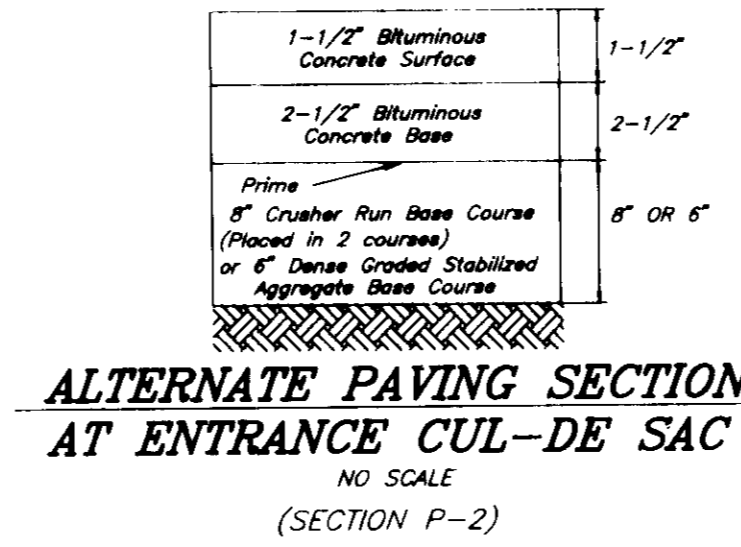 1-1/2" Bituminous
Concrete Surface
1-1/2"
2-1/2" Bituminous
Concrete Base
2-1/2"
Prime
8" Crusher Run Base Course
(Placed in 2 courses)
or 6" Dense Graded Stabilized
Aggregate Base Course
8" OR 6"
ALTERNATE PAVING SECTION
AT ENTRANCE CUL-DE SAC
NO SCALE
(SECTION P-2)